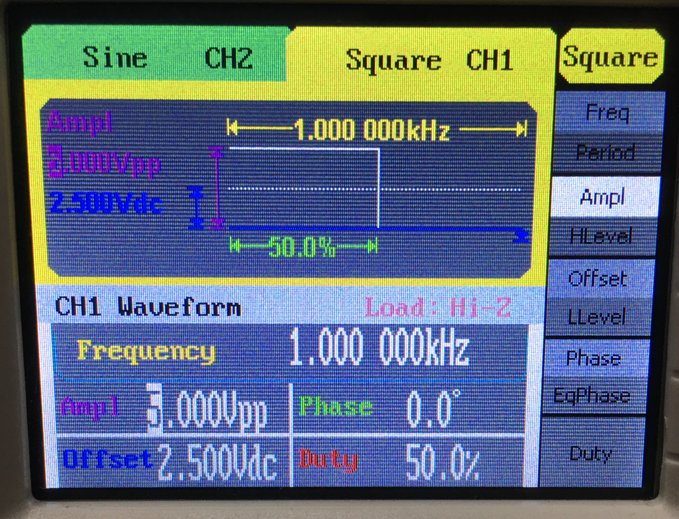 Sine CH2 Square CH1 Square
Ampl
1.000 000kHz
5.000Vpp
2.500Vdc
50.0%
CH1 Waveform Load: Hi-Z
Frequency 1.000 000kHz
Ampl 5.000Vpp Phase 0.0°
Offset 2.500Vdc Duty 50.0%
Freq
Period
Ampl
HLevel
Offset
LLevel
Phase
EqPhase
Duty